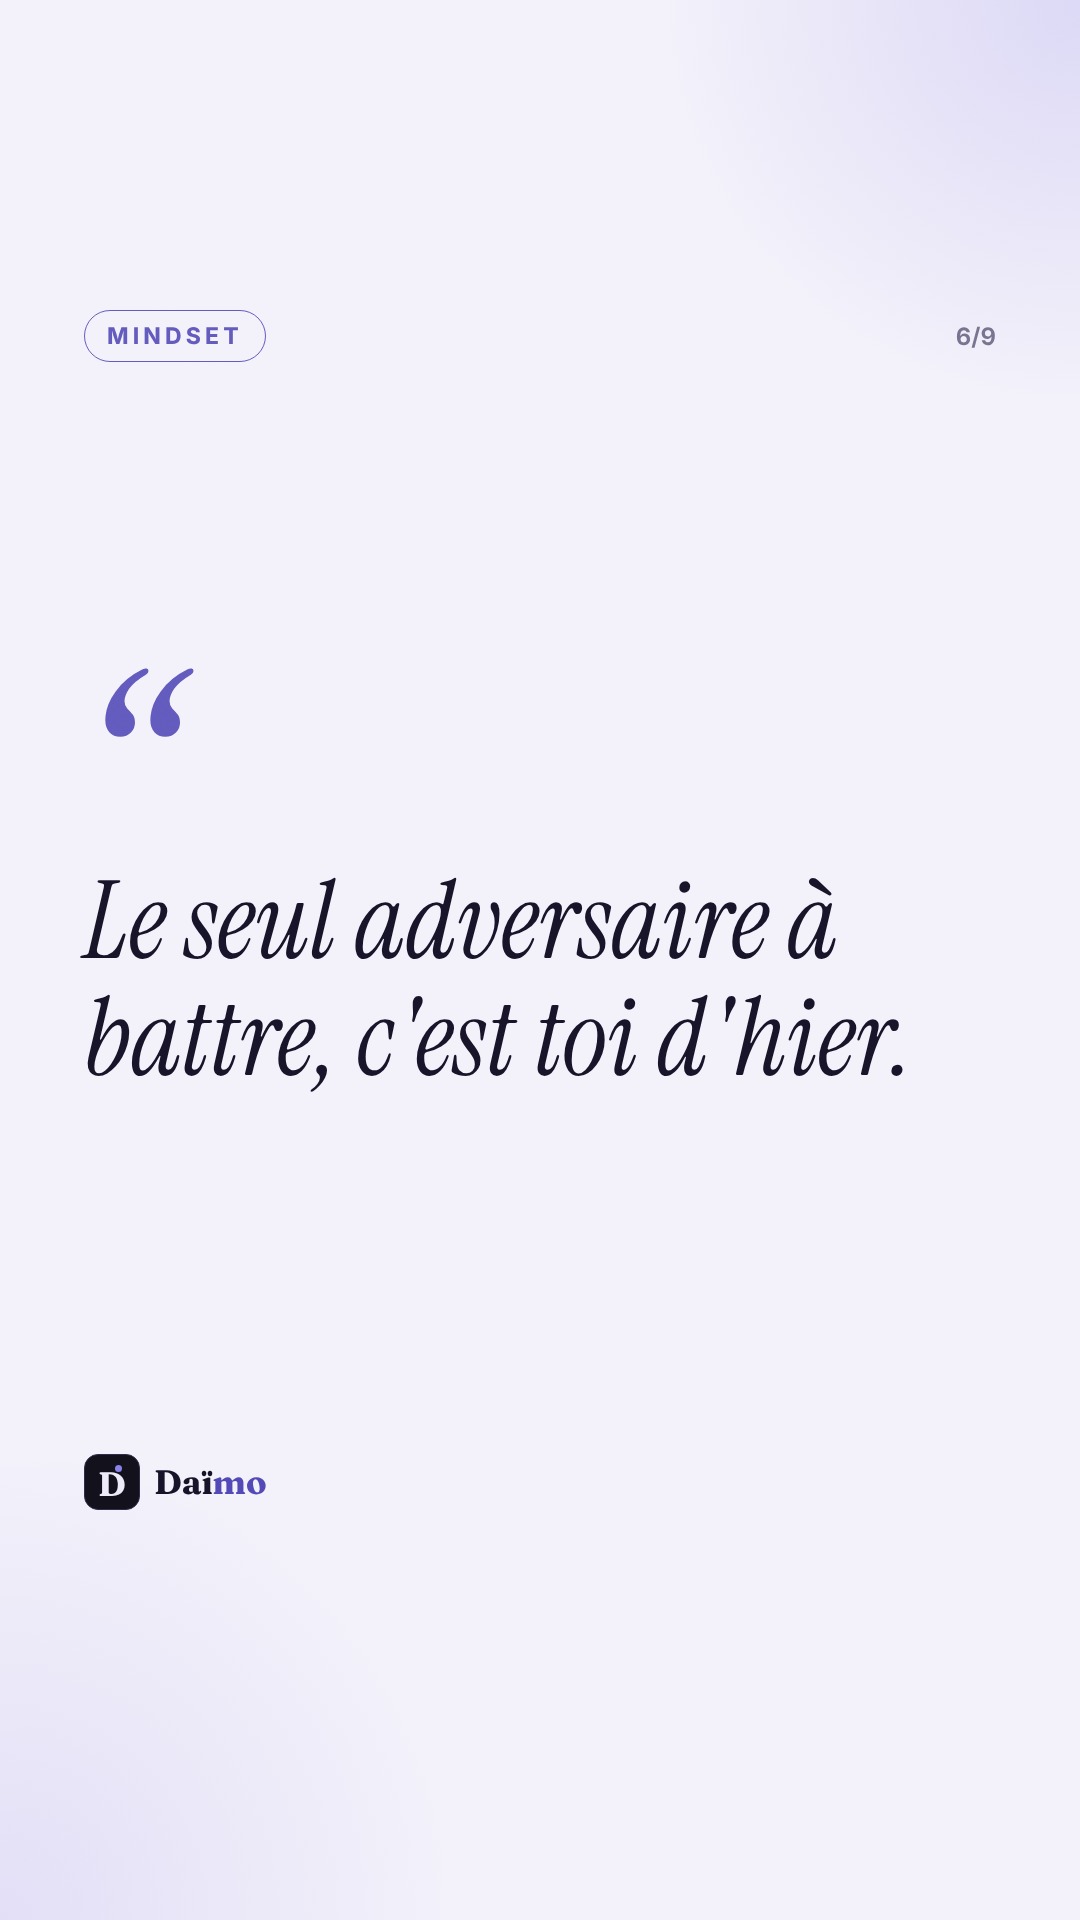 MINDSET
6/9
“
Le seul adversaire à
battre, c'est toi d'hier.
D Daïmo